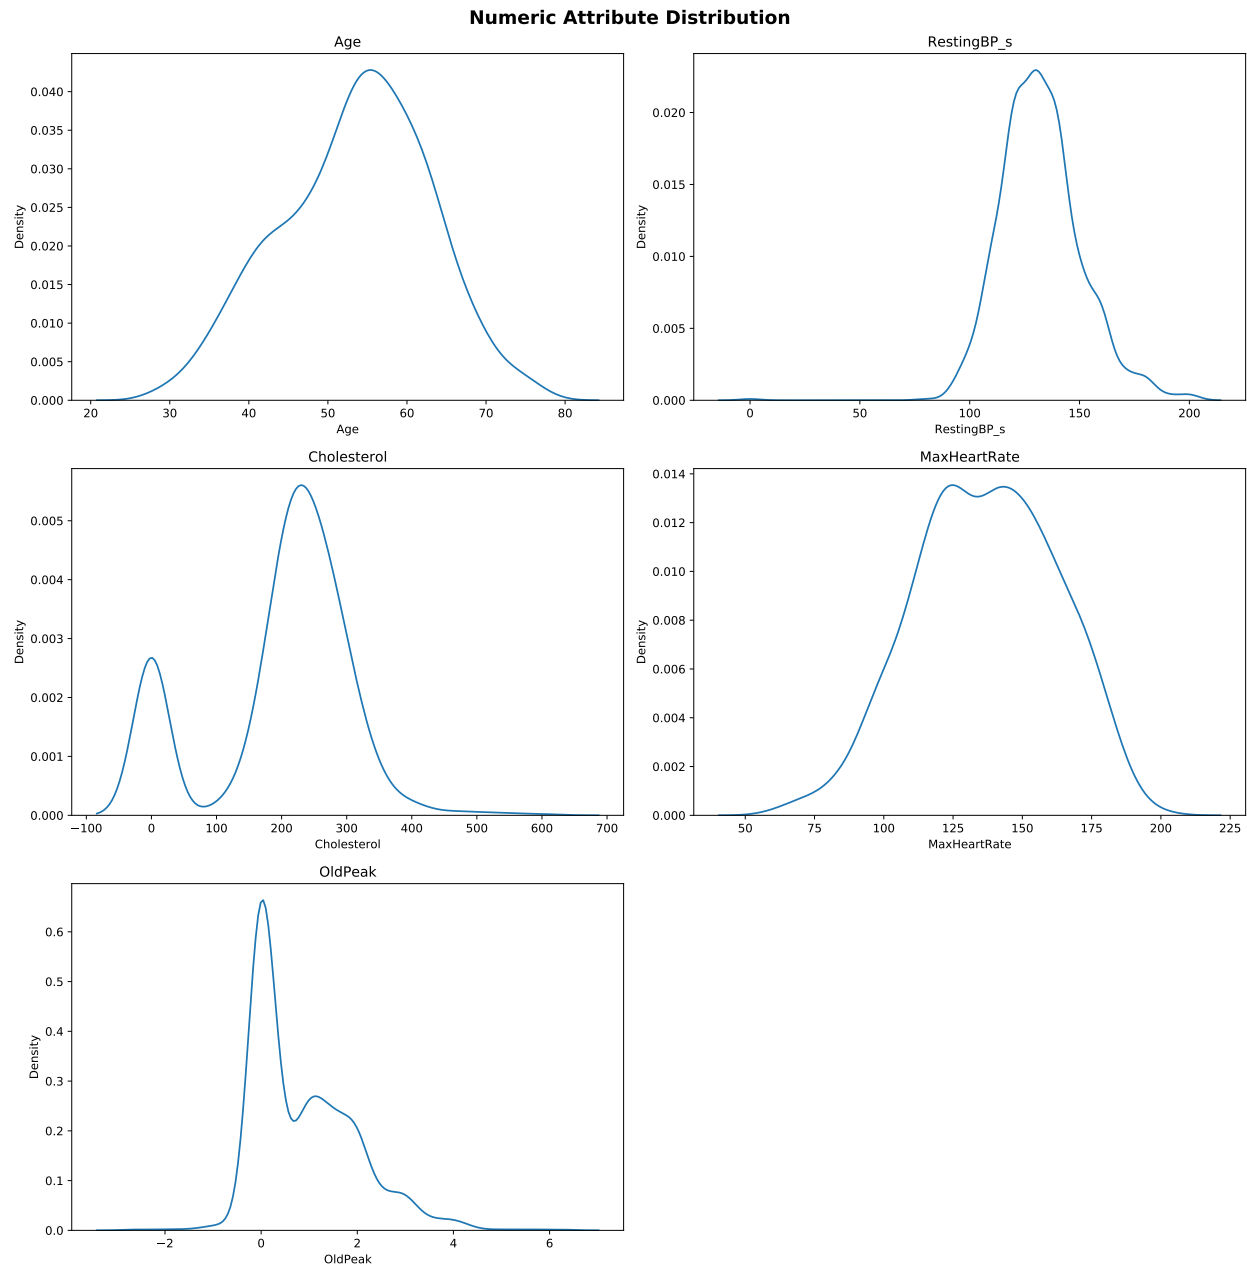 Numeric Attribute Distribution
Age
0.040
0.035
0.030
0.025
0.020
0.015
0.010
0.005
0.000
Density
20 30 40 50 60 70 80
Age
RestingBP_s
0.020
0.015
0.010
0.005
0.000
Density
0 50 100 150 200
RestingBP_s
Cholesterol
0.005
0.004
0.003
0.002
0.001
0.000
Density
−100 0 100 200 300 400 500 600 700
Cholesterol
MaxHeartRate
0.014
0.012
0.010
0.008
0.006
0.004
0.002
0.000
Density
50 75 100 125 150 175 200 225
MaxHeartRate
OldPeak
0.6
0.5
0.4
0.3
0.2
0.1
0.0
Density
−2 0 2 4 6
OldPeak